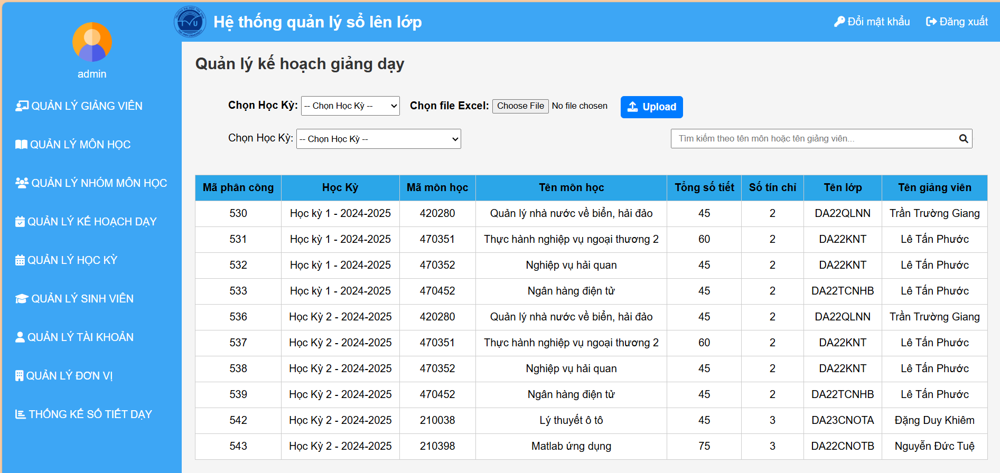 Hệ thống quản lý sổ lên lớp
Đổi mật khẩu
Đăng xuất
admin
QUẢN LÝ GIẢNG VIÊN
QUẢN LÝ MÔN HỌC
QUẢN LÝ NHÓM MÔN HỌC
QUẢN LÝ KẾ HOẠCH DẠY
QUẢN LÝ HỌC KỲ
QUẢN LÝ SINH VIÊN
QUẢN LÝ TÀI KHOẢN
QUẢN LÝ ĐƠN VỊ
THỐNG KẾ SỐ TIẾT DẠY
Quản lý kế hoạch giảng dạy
Chọn Học Kỳ: -- Chọn Học Kỳ -- Chọn file Excel: Choose File No file chosen Upload
Chọn Học Kỳ: -- Chọn Học Kỳ -- Tìm kiếm theo tên môn hoặc tên giảng viên...
Mã phân công Học Kỳ Mã môn học Tên môn học Tổng số tiết Số tín chỉ Tên lớp Tên giảng viên
530 Học kỳ 1 - 2024-2025 420280 Quản lý nhà nước về biển, hải đảo 45 2 DA22QLNN Trần Trường Giang
531 Học kỳ 1 - 2024-2025 470351 Thực hành nghiệp vụ ngoại thương 2 60 2 DA22KNT Lê Tấn Phước
532 Học kỳ 1 - 2024-2025 470352 Nghiệp vụ hải quan 45 2 DA22KNT Lê Tấn Phước
533 Học kỳ 1 - 2024-2025 470452 Ngân hàng điện tử 45 2 DA22TCNHB Lê Tấn Phước
536 Học Kỳ 2 - 2024-2025 420280 Quản lý nhà nước về biển, hải đảo 45 2 DA22QLNN Trần Trường Giang
537 Học Kỳ 2 - 2024-2025 470351 Thực hành nghiệp vụ ngoại thương 2 60 2 DA22KNT Lê Tấn Phước
538 Học Kỳ 2 - 2024-2025 470352 Nghiệp vụ hải quan 45 2 DA22KNT Lê Tấn Phước
539 Học Kỳ 2 - 2024-2025 470452 Ngân hàng điện tử 45 2 DA22TCNHB Lê Tấn Phước
542 Học Kỳ 2 - 2024-2025 210038 Lý thuyết ô tô 45 3 DA23CNOTA Đặng Duy Khiêm
543 Học Kỳ 2 - 2024-2025 210398 Matlab ứng dụng 75 3 DA22CNOTB Nguyễn Đức Tuệ